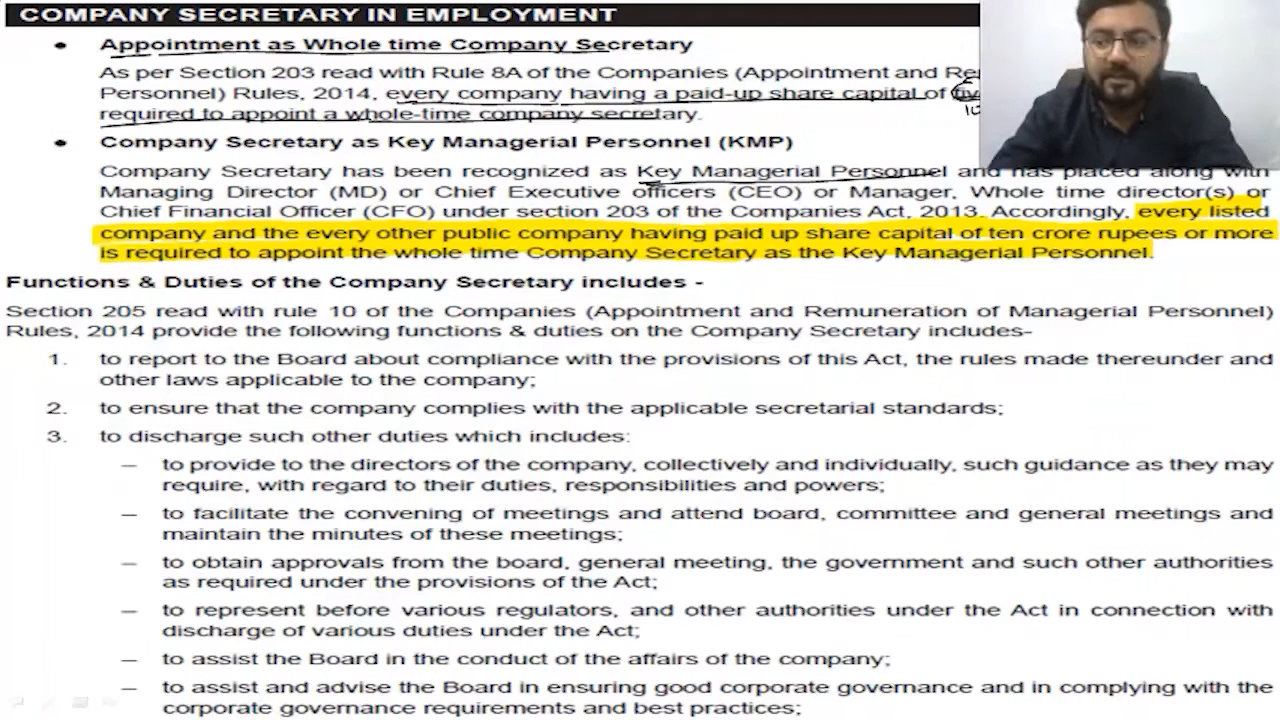 COMPANY SECRETARY IN EMPLOYMENT
• Appointment as Whole time Company Secretary
As per Section 203 read with Rule 8A of the Companies (Appointment and
Personnel) Rules, 2014, every company having a paid-up share capital of
required to appoint a whole-time company secretary.
• Company Secretary as Key Managerial Personnel (KMP)
Company Secretary has been recognized as Key Managerial Personnel and has placed along with
Managing Director (MD) or Chief Executive officers (CEO) or Manager, Whole time director(s) or
Chief Financial Officer (CFO) under section 203 of the Companies Act, 2013. Accordingly, every listed
company and the every other public company having paid up share capital of ten crore rupees or more
is required to appoint the whole time Company Secretary as the Key Managerial Personnel.
Functions & Duties of the Company Secretary includes -
Section 205 read with rule 10 of the Companies (Appointment and Remuneration of Managerial Personnel)
Rules, 2014 provide the following functions & duties on the Company Secretary includes-
1. to report to the Board about compliance with the provisions of this Act, the rules made thereunder and
other laws applicable to the company;
2. to ensure that the company complies with the applicable secretarial standards;
3. to discharge such other duties which includes:
– to provide to the directors of the company, collectively and individually, such guidance as they may
require, with regard to their duties, responsibilities and powers;
– to facilitate the convening of meetings and attend board, committee and general meetings and
maintain the minutes of these meetings;
– to obtain approvals from the board, general meeting, the government and such other authorities
as required under the provisions of the Act;
– to represent before various regulators, and other authorities under the Act in connection with
discharge of various duties under the Act;
– to assist the Board in the conduct of the affairs of the company;
– to assist and advise the Board in ensuring good corporate governance and in complying with the
corporate governance requirements and best practices;